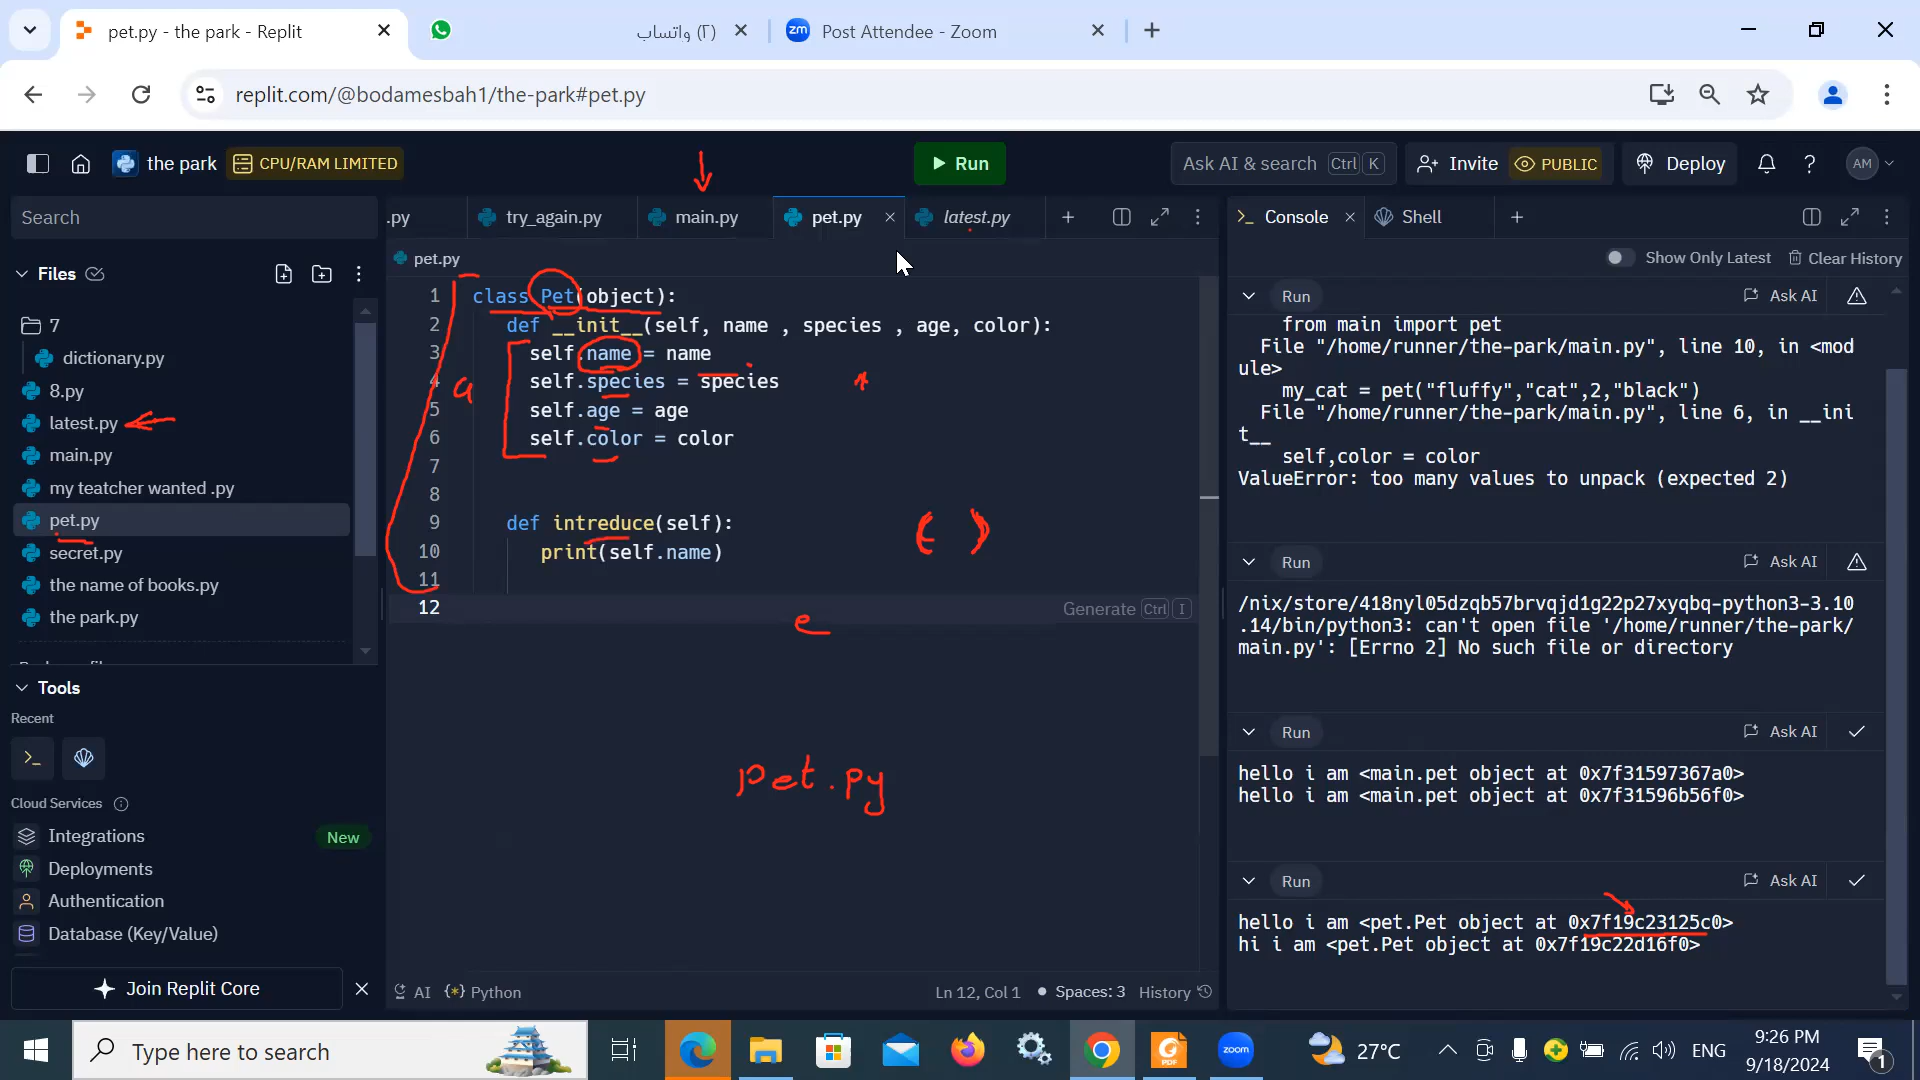 pet.py - the park - Replit
(٢) واتساب
zm Post Attendee - Zoom
replit.com/@bodamesbah1/the-park#pet.py
the park
CPU/RAM LIMITED
Run
Ask AI & search Ctrl K
Invite
PUBLIC
Deploy
AM
Search
.py
try_again.py
main.py
pet.py
latest.py
Console
Shell
Files
pet.py
Show Only Latest
Clear History
7
dictionary.py
8.py
latest.py
main.py
my teatcher wanted .py
pet.py
secret.py
the name of books.py
the park.py
Tools
Recent
Cloud Services
Integrations New
Deployments
Authentication
Database (Key/Value)
Join Replit Core
1 class Pet(object):
2 def __init__(self, name , species , age, color):
3 self.name = name
4 self.species = species
5 self.age = age
6 self.color = color
7
8
9 def intreduce(self):
10 print(self.name)
11
12
Generate Ctrl I
a
( )
e
pet.py
AI
Python
Ln 12, Col 1
Spaces: 3
History
Run Ask AI
from main import pet
File "/home/runner/the-park/main.py", line 10, in <mod
ule>
my_cat = pet("fluffy","cat",2,"black")
File "/home/runner/the-park/main.py", line 6, in __ini
t__
self,color = color
ValueError: too many values to unpack (expected 2)
Run Ask AI
/nix/store/418nyl05dzqb57brvqjd1g22p27xyqbq-python3-3.10
.14/bin/python3: can't open file '/home/runner/the-park/
main.py': [Errno 2] No such file or directory
Run Ask AI
hello i am <main.pet object at 0x7f31597367a0>
hello i am <main.pet object at 0x7f31596b56f0>
Run Ask AI
hello i am <pet.Pet object at 0x7f19c23125c0>
hi i am <pet.Pet object at 0x7f19c22d16f0>
Type here to search
PDF
zoom
27°C
ENG
9:26 PM
9/18/2024
1